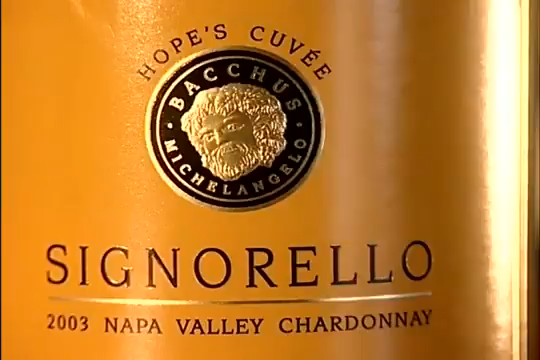 HOPE'S CUVÉE
BACCHUS
MICHELANGELO
SIGNORELLO
2003 NAPA VALLEY CHARDONNAY